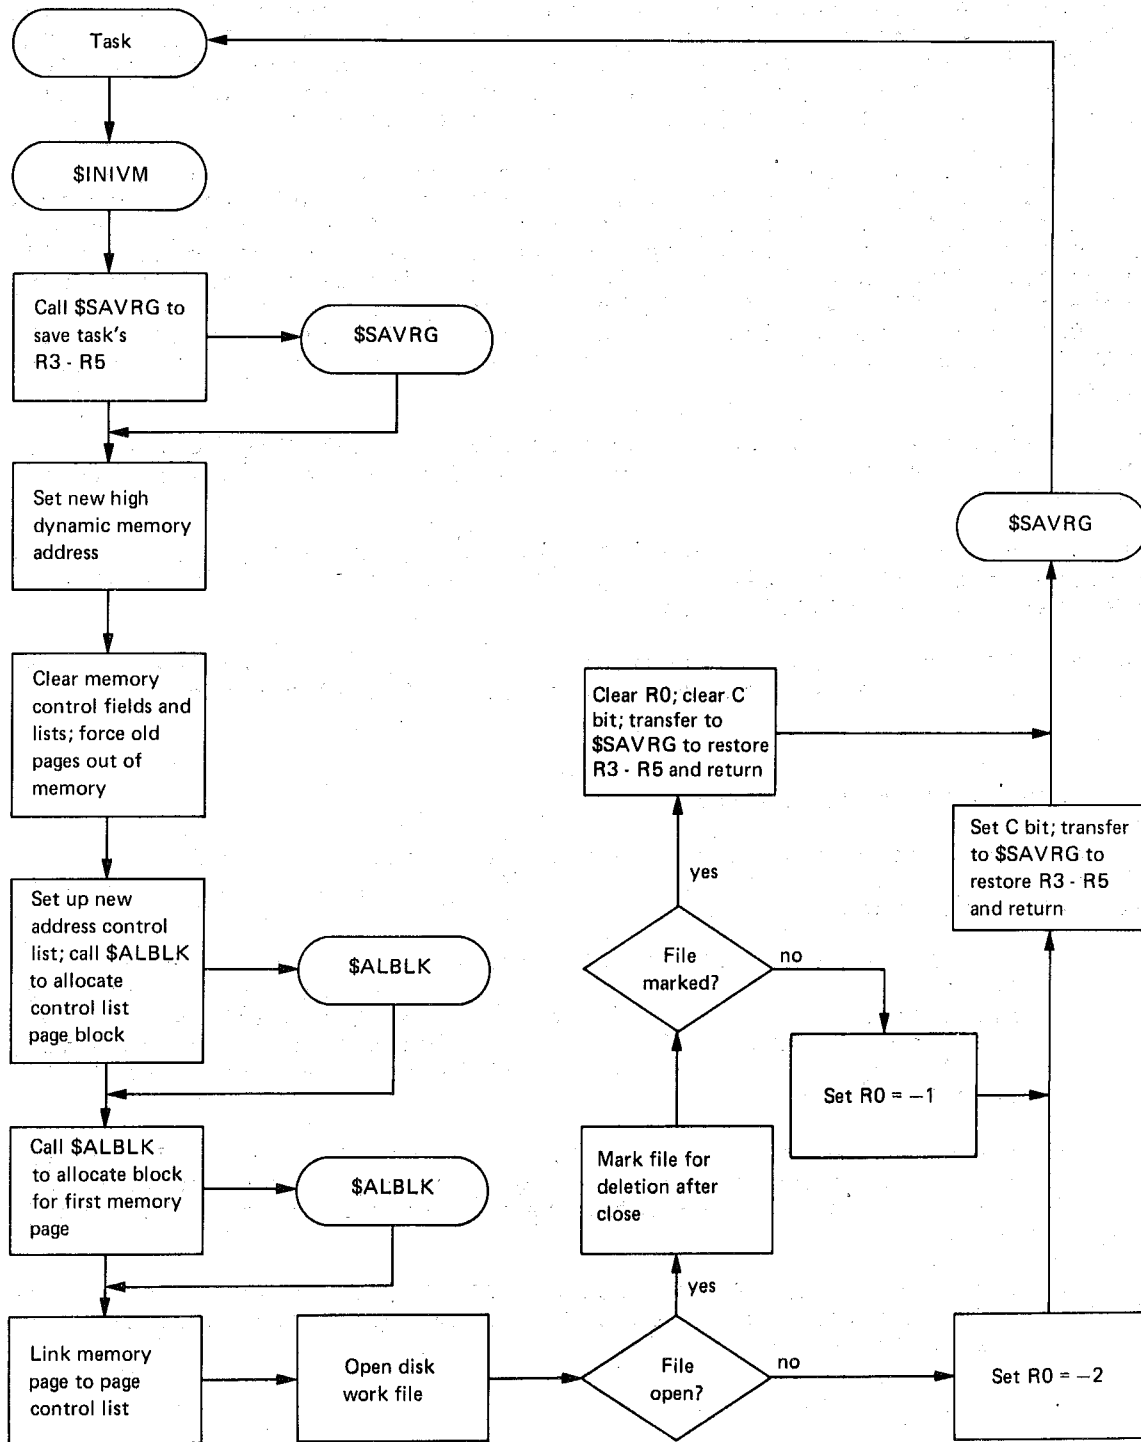 Task
$INIVM
Call $SAVRG to
save task's
R3 - R5
$SAVRG
Set new high
dynamic memory
address
$SAVRG
Clear memory
control fields and
lists; force old
pages out of
memory
Clear R0; clear C
bit; transfer to
$SAVRG to restore
R3 - R5 and return
Set C bit; transfer
to $SAVRG to
restore R3 - R5
and return
yes
Set up new
address control
list; call $ALBLK
to allocate
control list
page block
$ALBLK
File
marked?
no
Set R0 = −1
Call $ALBLK
to allocate block
for first memory
page
$ALBLK
Mark file for
deletion after
close
yes
Link memory
page to page
control list
Open disk
work file
File
open?
no
Set R0 = −2